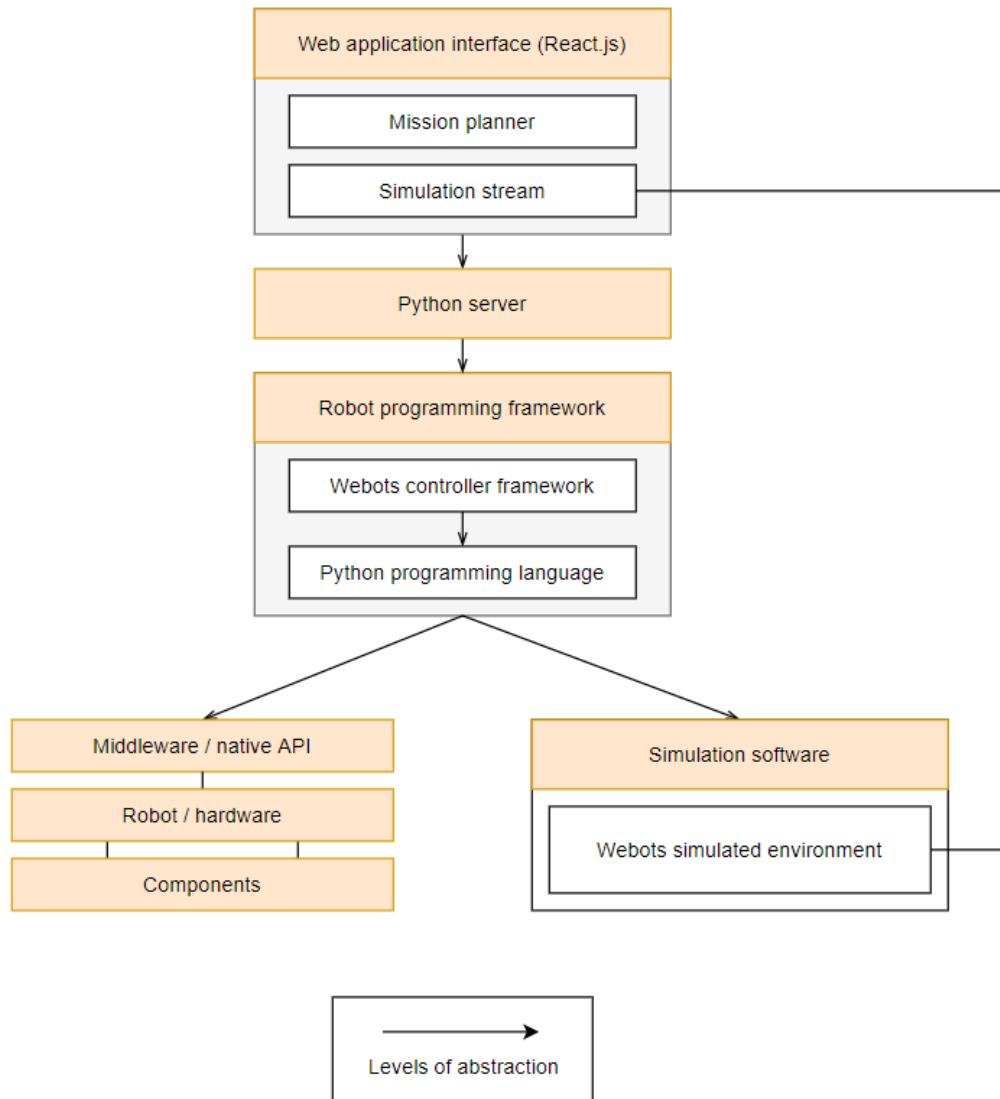 Web application interface (React.js)
Mission planner
Simulation stream
Python server
Robot programming framework
Webots controller framework
Python programming language
Middleware / native API
Robot / hardware
Components
Simulation software
Webots simulated environment
Levels of abstraction